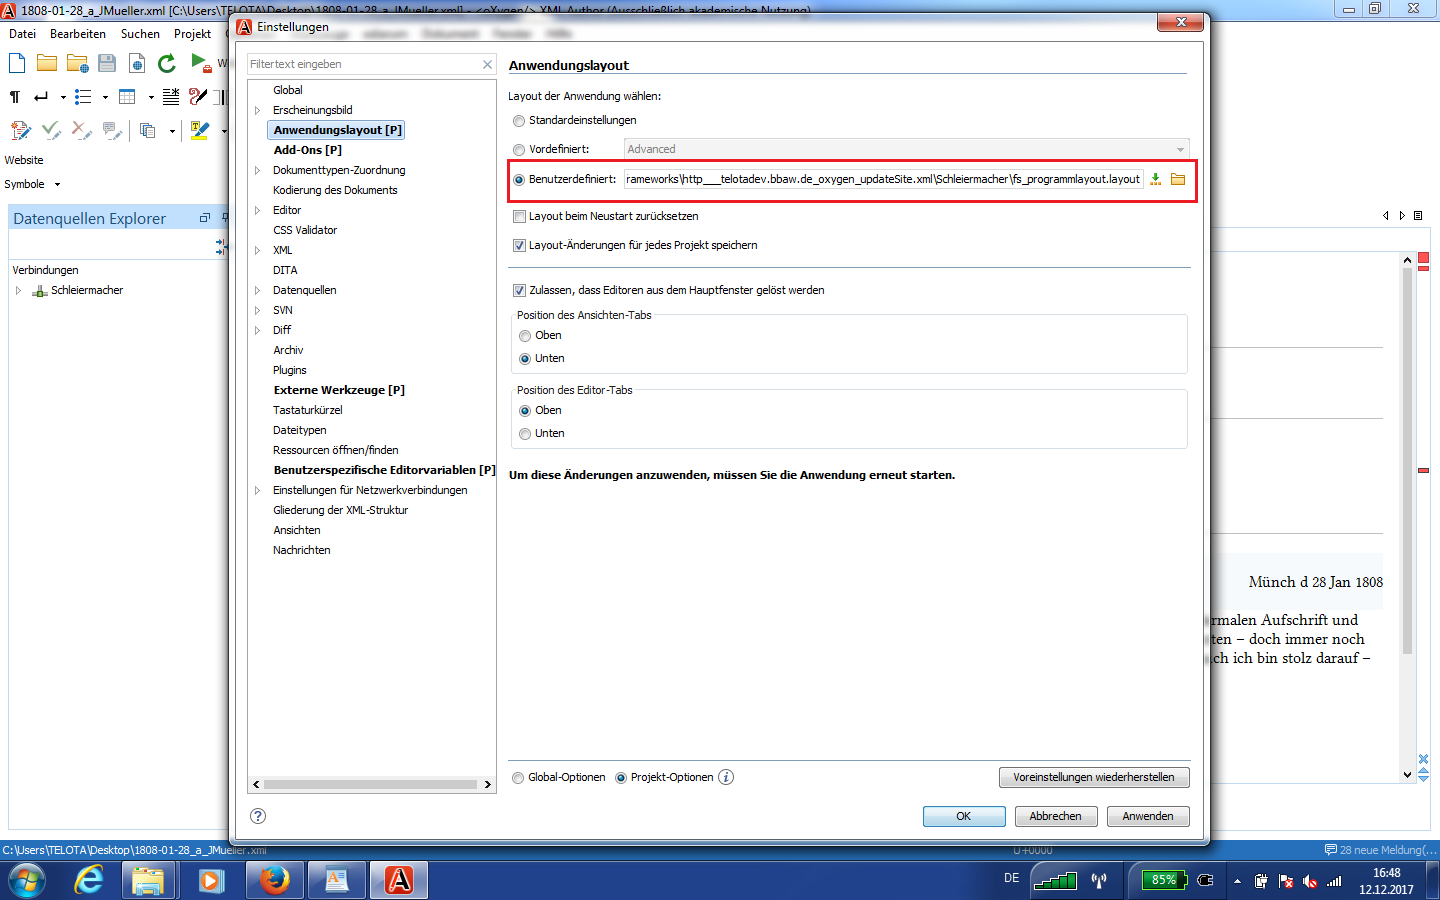 1808-01-28_a_JMueller.xml [C:\Users\TELOTA\Desktop\1808-01-28_a_JMueller.xml] - <oXygen/> XML Author (Ausschließlich akademische Nutzung)
Datei Bearbeiten Suchen Projekt
Website
Symbole
Datenquellen Explorer
Verbindungen
Schleiermacher
Einstellungen
Filtertext eingeben
Global
Erscheinungsbild
Anwendungslayout [P]
Add-Ons [P]
Dokumenttypen-Zuordnung
Kodierung des Dokuments
Editor
CSS Validator
XML
DITA
Datenquellen
SVN
Diff
Archiv
Plugins
Externe Werkzeuge [P]
Tastaturkürzel
Dateitypen
Ressourcen öffnen/finden
Benutzerspezifische Editorvariablen [P]
Einstellungen für Netzwerkverbindungen
Gliederung der XML-Struktur
Ansichten
Nachrichten
Anwendungslayout
Layout der Anwendung wählen:
Standardeinstellungen
Vordefiniert: Advanced
Benutzerdefiniert: rameworks\http___telotadev.bbaw.de_oxygen_updateSite.xml\Schleiermacher\fs_programmlayout.layout
Layout beim Neustart zurücksetzen
Layout-Änderungen für jedes Projekt speichern
Zulassen, dass Editoren aus dem Hauptfenster gelöst werden
Position des Ansichten-Tabs
Oben
Unten
Position des Editor-Tabs
Oben
Unten
Um diese Änderungen anzuwenden, müssen Sie die Anwendung erneut starten.
Global-Optionen Projekt-Optionen
Voreinstellungen wiederherstellen
OK Abbrechen Anwenden
Münch d 28 Jan 1808
rmalen Aufschrift und
ten – doch immer noch
ch ich bin stolz darauf –
C:\Users\TELOTA\Desktop\1808-01-28_a_JMueller.xml
U+0000
28 neue Meldung(...
DE
85%
16:48
12.12.2017